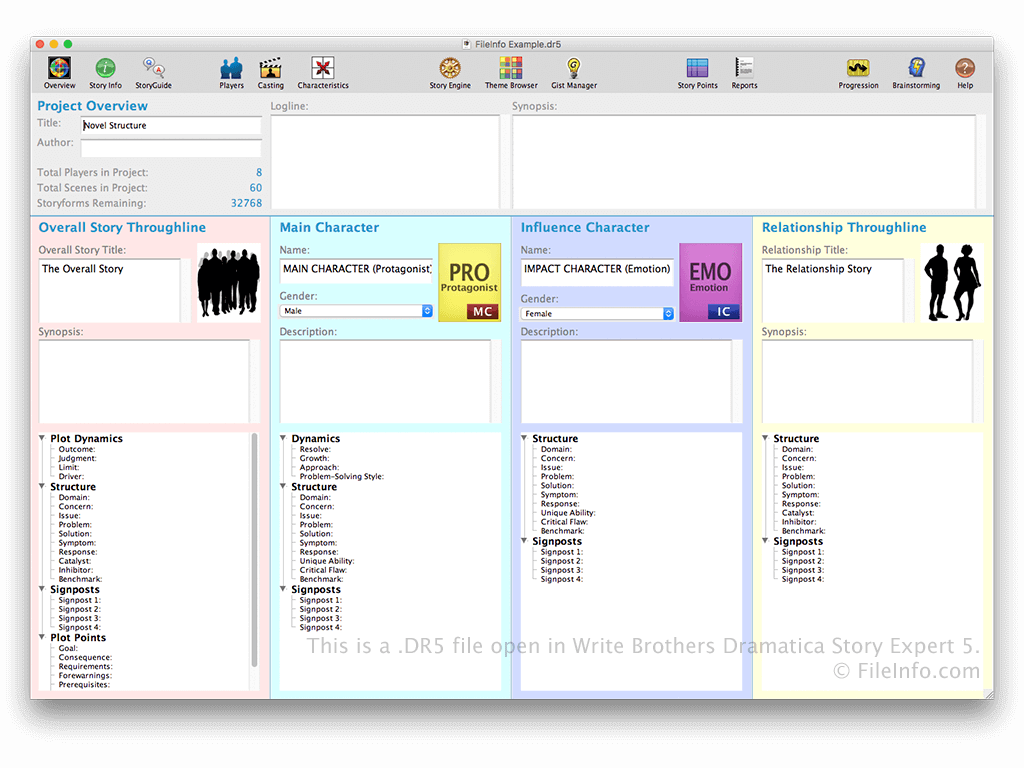 FileInfo Example.dr5
Overview Story Info StoryGuide Players Casting Characteristics Story Engine Theme Browser Gist Manager Story Points Reports Progression Brainstorming Help
Project Overview
Title: Novel Structure
Author:
Total Players in Project: 8
Total Scenes in Project: 60
Storyforms Remaining: 32768
Logline:
Synopsis:
Overall Story Throughline
Overall Story Title:
The Overall Story
Synopsis:
Plot Dynamics
Outcome:
Judgment:
Limit:
Driver:
Structure
Domain:
Concern:
Issue:
Problem:
Solution:
Symptom:
Response:
Catalyst:
Inhibitor:
Benchmark:
Signposts
Signpost 1:
Signpost 2:
Signpost 3:
Signpost 4:
Plot Points
Goal:
Consequence:
Requirements:
Forewarnings:
Prerequisites:
Main Character
Name:
MAIN CHARACTER (Protagonist)
Gender:
Male
PRO
Protagonist
MC
Description:
Dynamics
Resolve:
Growth:
Approach:
Problem-Solving Style:
Structure
Domain:
Concern:
Issue:
Problem:
Solution:
Symptom:
Response:
Unique Ability:
Critical Flaw:
Benchmark:
Signposts
Signpost 1:
Signpost 2:
Signpost 3:
Signpost 4:
Influence Character
Name:
IMPACT CHARACTER (Emotion)
Gender:
Female
EMO
Emotion
IC
Description:
Structure
Domain:
Concern:
Issue:
Problem:
Solution:
Symptom:
Response:
Unique Ability:
Critical Flaw:
Benchmark:
Signposts
Signpost 1:
Signpost 2:
Signpost 3:
Signpost 4:
Relationship Throughline
Relationship Title:
The Relationship Story
Synopsis:
Structure
Domain:
Concern:
Issue:
Problem:
Solution:
Symptom:
Response:
Catalyst:
Inhibitor:
Benchmark:
Signposts
Signpost 1:
Signpost 2:
Signpost 3:
Signpost 4:
This is a .DR5 file open in Write Brothers Dramatica Story Expert 5.
© FileInfo.com